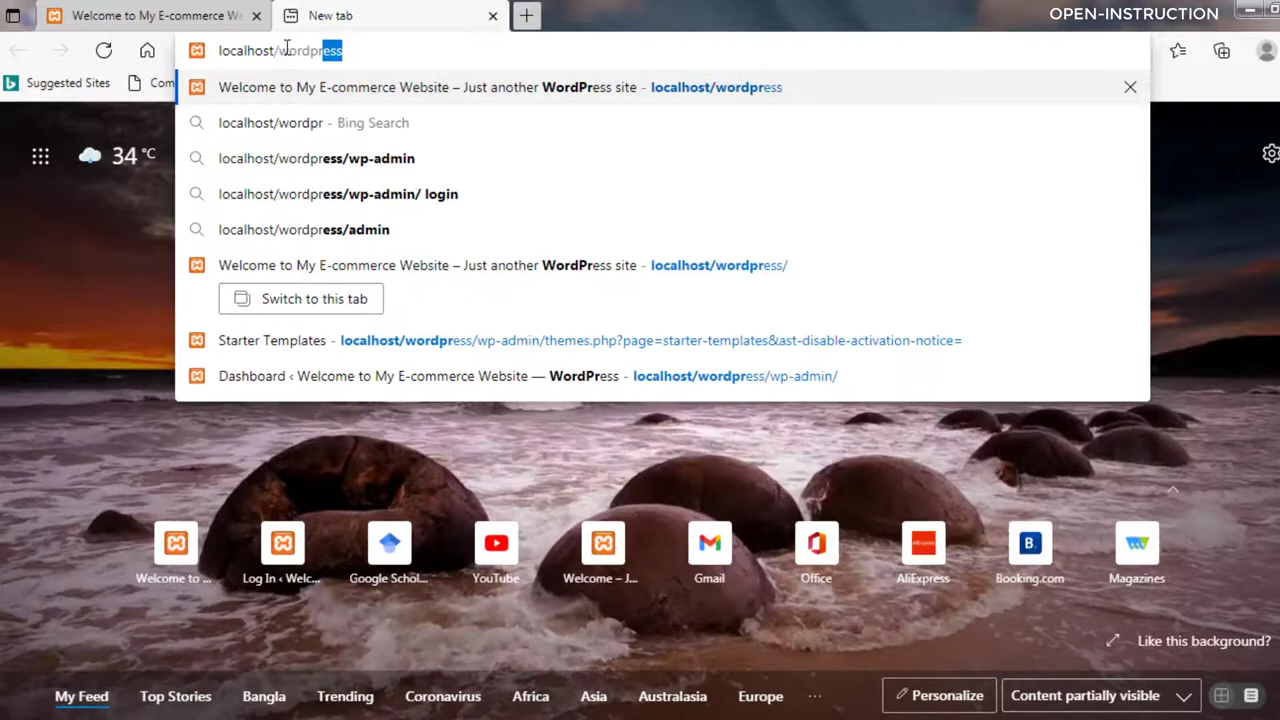 Welcome to My E-commerce We
New tab
OPEN-INSTRUCTION
localhost/wordpress
Suggested Sites
Com
Welcome to My E-commerce Website – Just another WordPress site - localhost/wordpress
localhost/wordpr - Bing Search
34 °C
localhost/wordpress/wp-admin
localhost/wordpress/wp-admin/ login
localhost/wordpress/admin
Welcome to My E-commerce Website – Just another WordPress site - localhost/wordpress/
Switch to this tab
Starter Templates - localhost/wordpress/wp-admin/themes.php?page=starter-templates&ast-disable-activation-notice=
Dashboard ‹ Welcome to My E-commerce Website — WordPress - localhost/wordpress/wp-admin/
Welcome to ...
Log In ‹ Welc...
Google Schol...
YouTube
Welcome – J...
Gmail
Office
AliExpress
Booking.com
Magazines
Like this background?
My Feed
Top Stories
Bangla
Trending
Coronavirus
Africa
Asia
Australasia
Europe
...
Personalize
Content partially visible